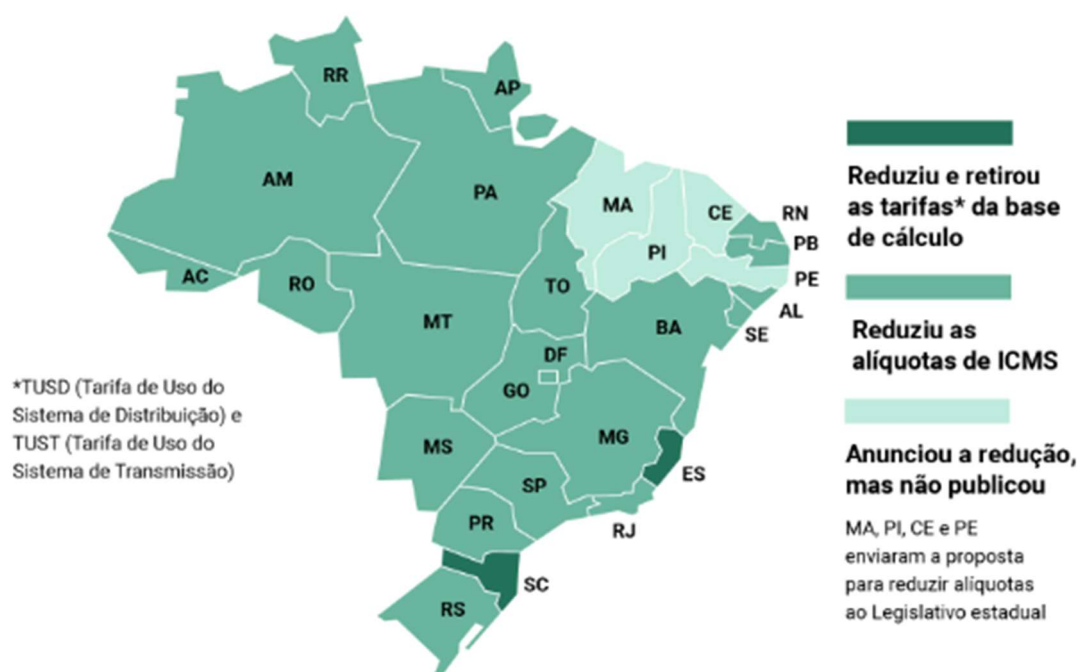 RR
AP
AM
PA
MA
CE
RN
PB
PI
PE
AC
RO
TO
AL
MT
BA
SE
DF
GO
MG
MS
ES
SP
RJ
PR
SC
RS
*TUSD (Tarifa de Uso do
Sistema de Distribuição) e
TUST (Tarifa de Uso do
Sistema de Transmissão)
Reduziu e retirou
as tarifas* da base
de cálculo
Reduziu as
alíquotas de ICMS
Anunciou a redução,
mas não publicou
MA, PI, CE e PE
enviaram a proposta
para reduzir alíquotas
ao Legislativo estadual